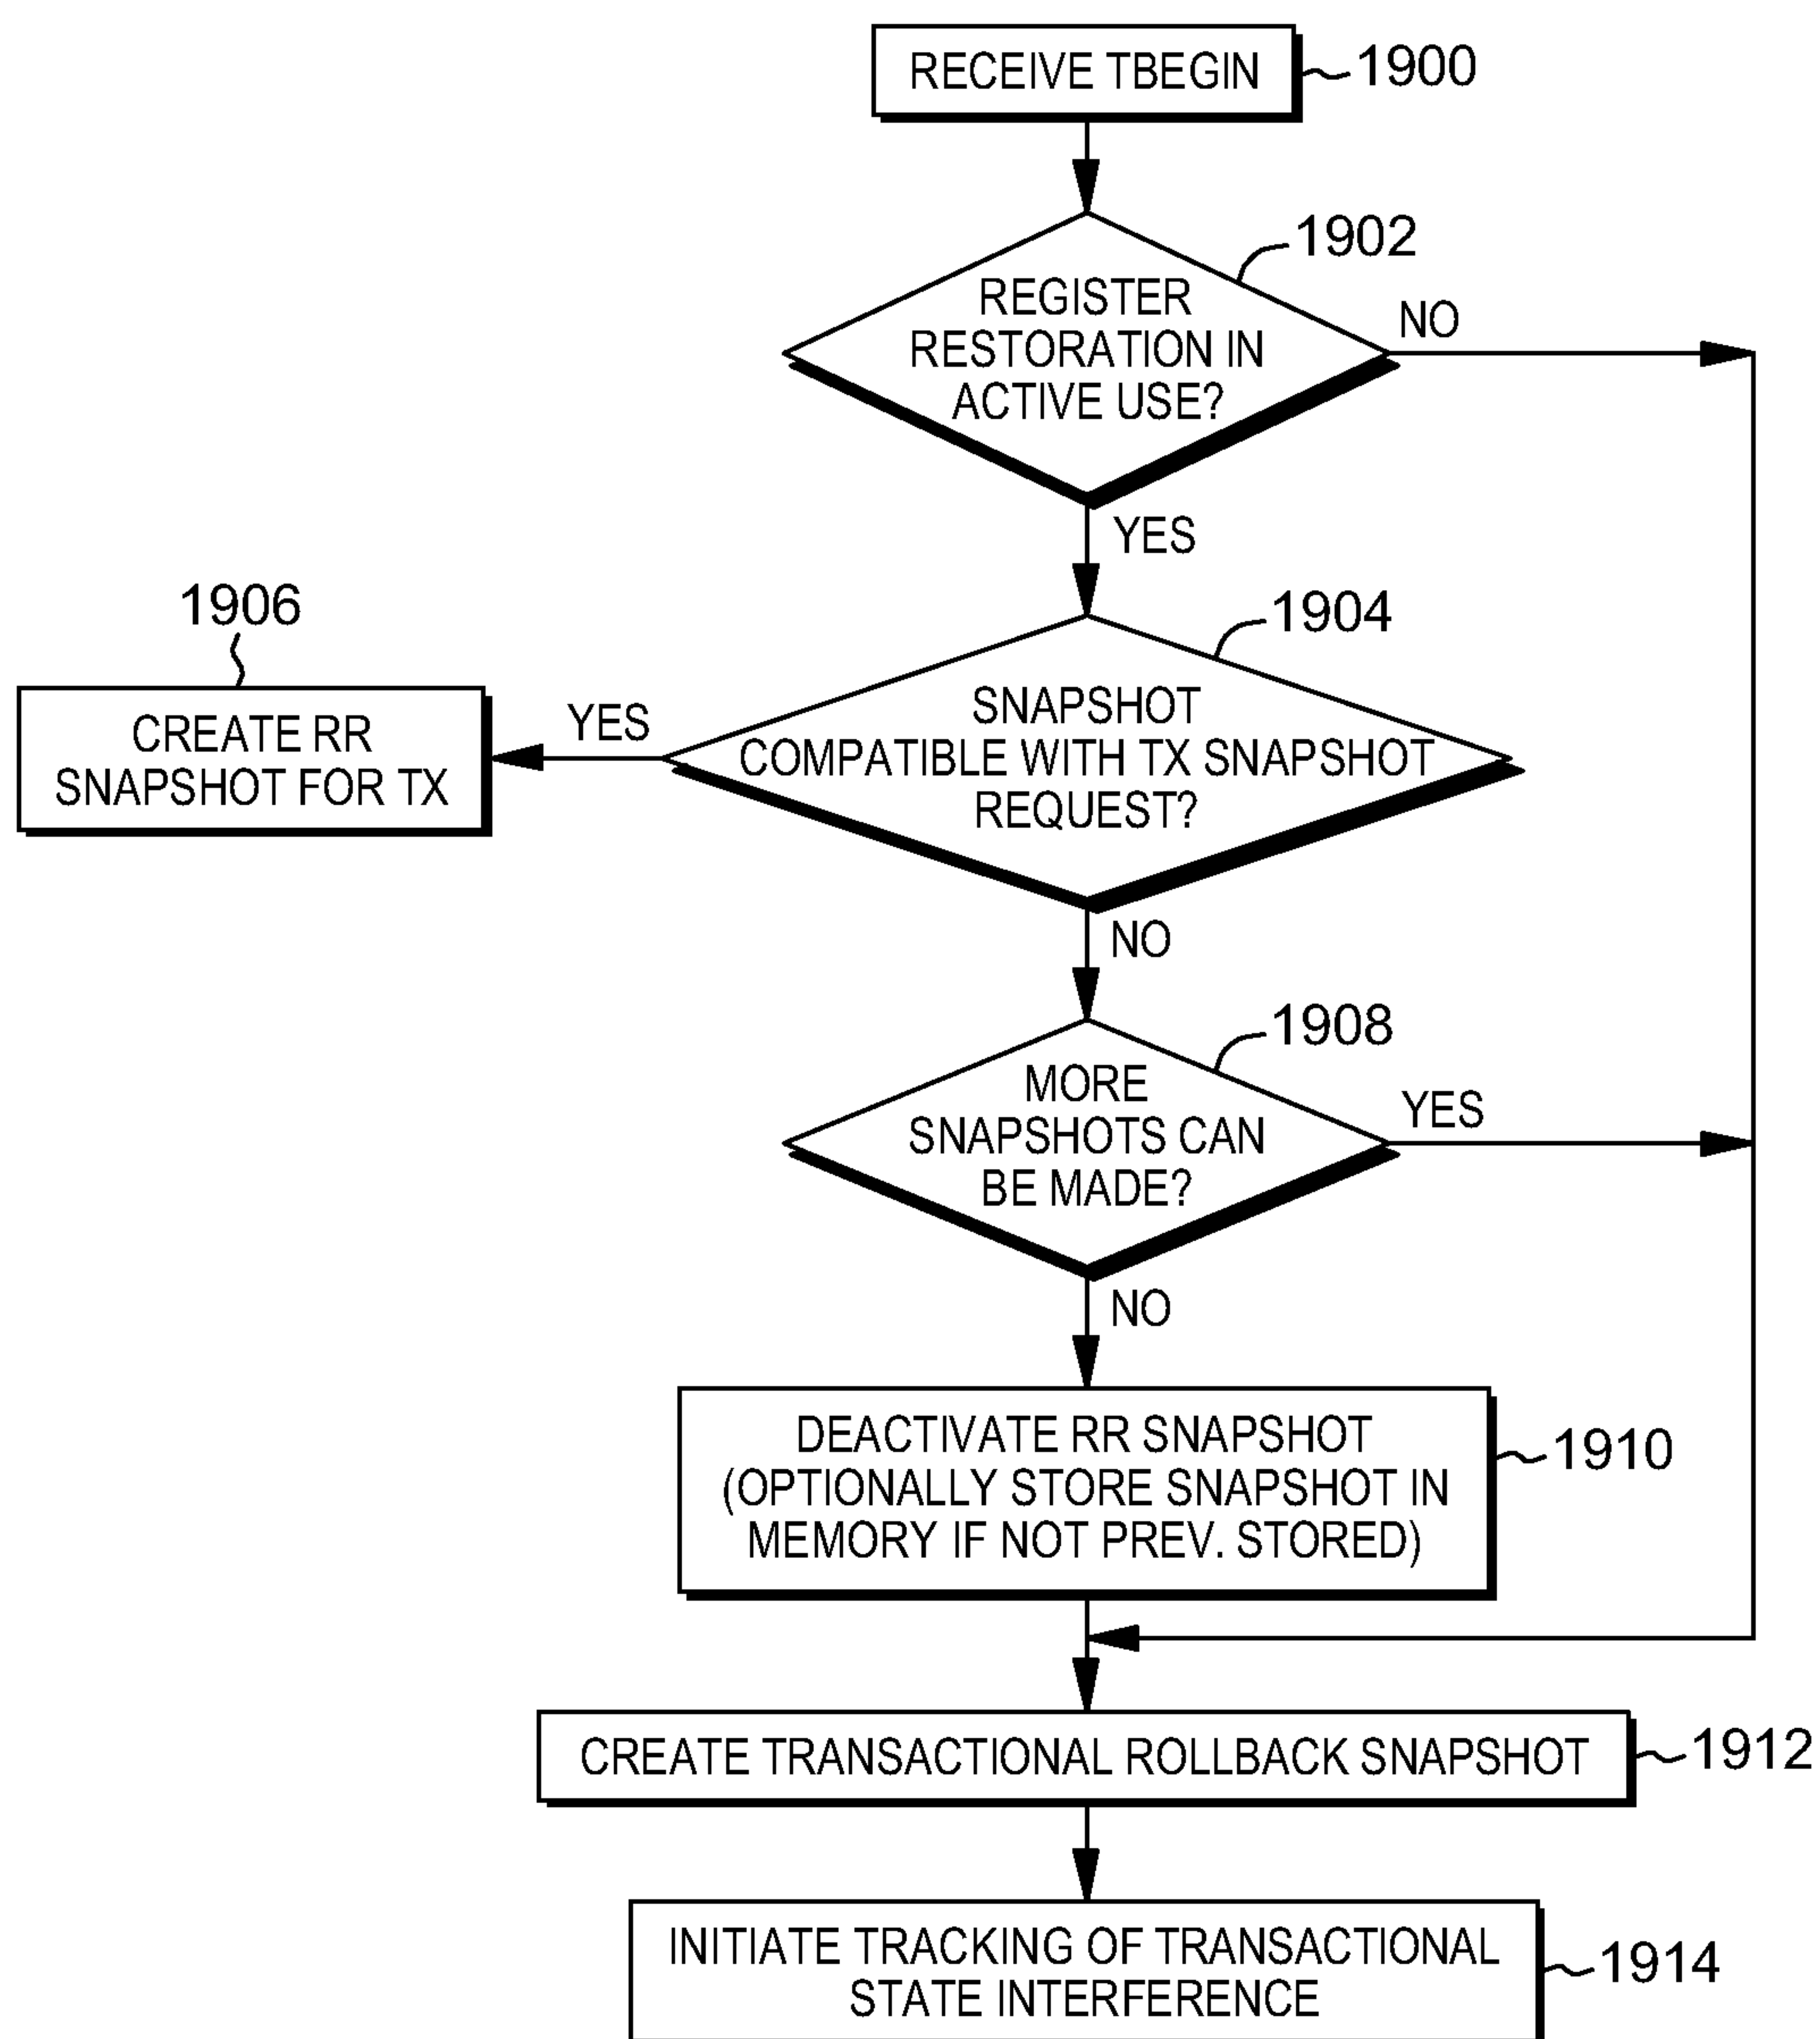 RECEIVE TBEGIN
1900
1902
REGISTER
RESTORATION IN
ACTIVE USE?
NO
YES
1904
1906
SNAPSHOT
COMPATIBLE WITH TX SNAPSHOT
REQUEST?
YES
CREATE RR
SNAPSHOT FOR TX
NO
1908
MORE
SNAPSHOTS CAN
BE MADE?
YES
NO
DEACTIVATE RR SNAPSHOT
(OPTIONALLY STORE SNAPSHOT IN
MEMORY IF NOT PREV. STORED)
1910
CREATE TRANSACTIONAL ROLLBACK SNAPSHOT
1912
INITIATE TRACKING OF TRANSACTIONAL
STATE INTERFERENCE
1914